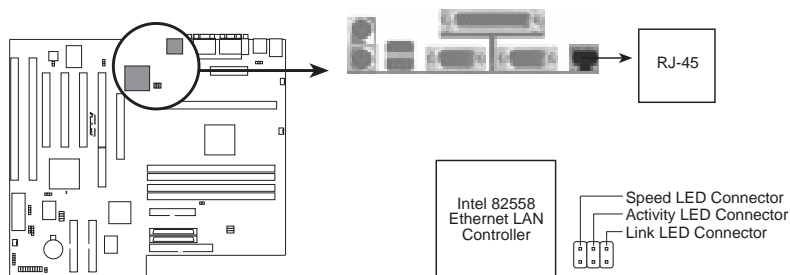 RJ-45
Intel 82558
Ethernet LAN
Controller
Speed LED Connector
Activity LED Connector
Link LED Connector